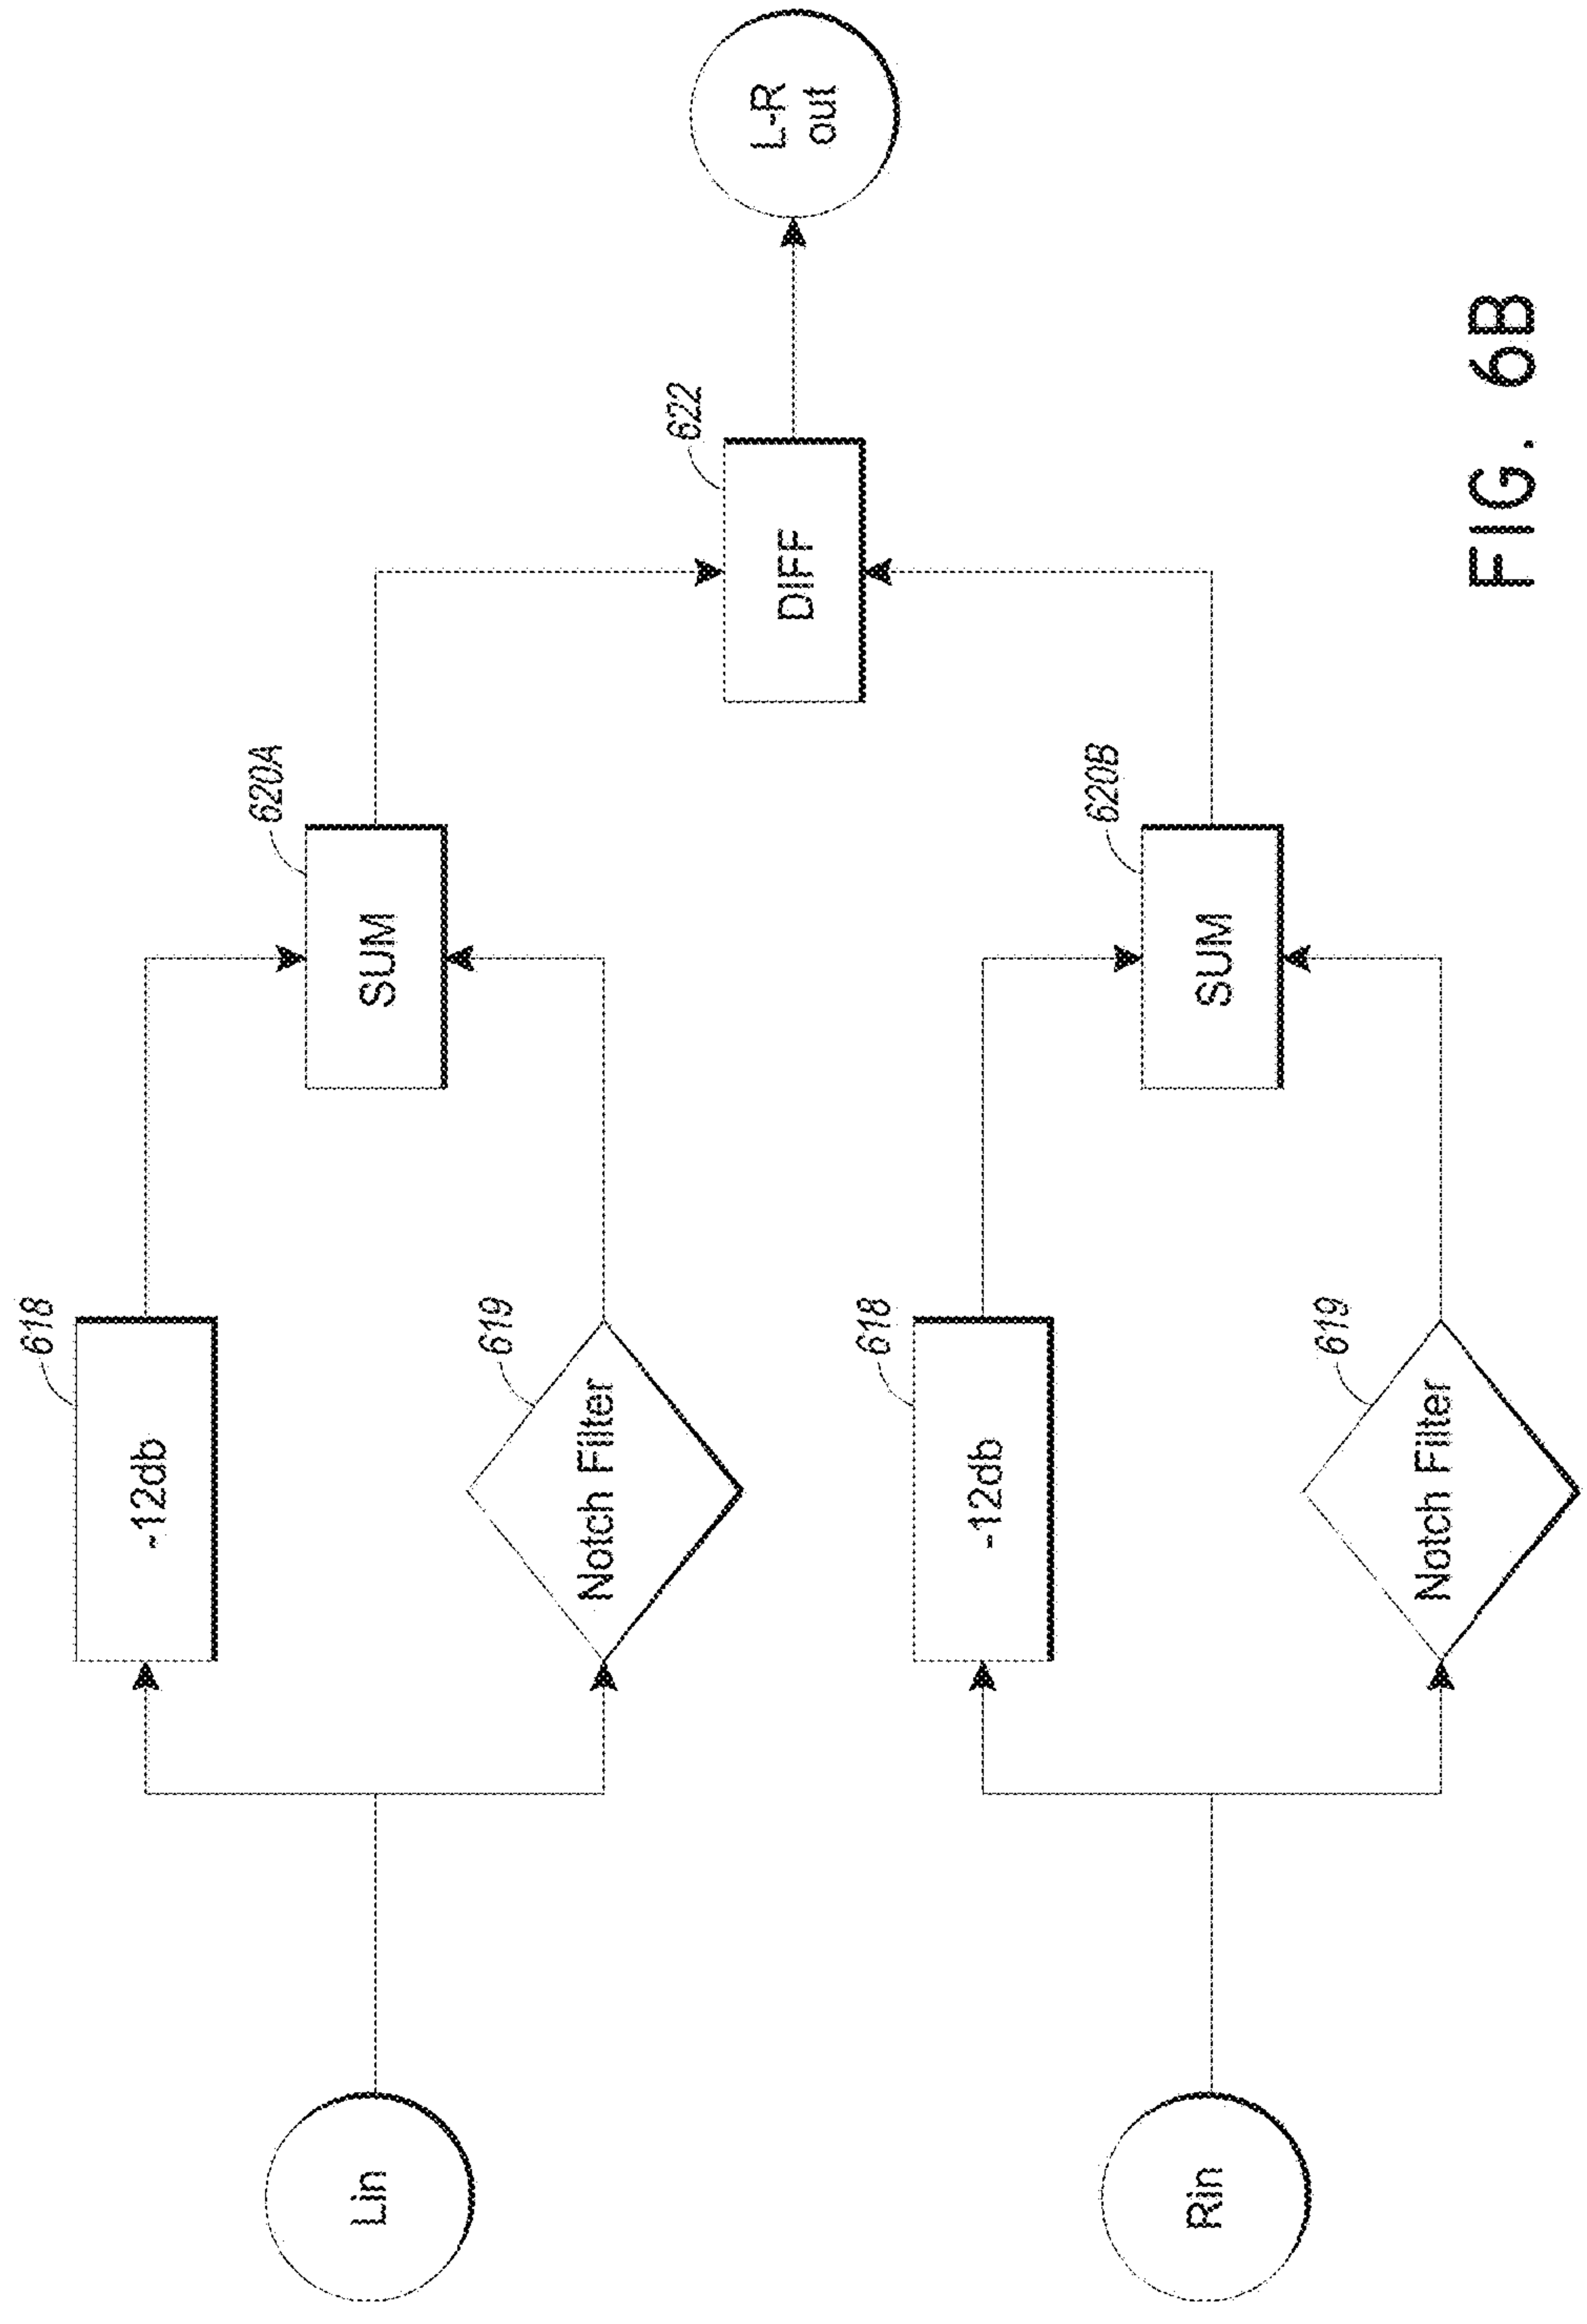 618
-12db
620A
SUM
619
Notch Filter
Lin
622
DIFF
L-R
out
618
-12db
620B
SUM
619
Notch Filter
Rin
FIG. 6B